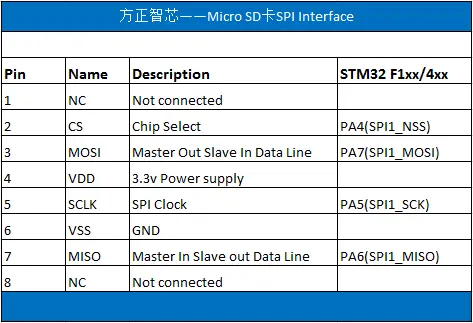 方正智芯——Micro SD卡SPI Interface
Pin Name Description STM32 F1xx/4xx
1 NC Not connected
2 CS Chip Select PA4(SPI1_NSS)
3 MOSI Master Out Slave In Data Line PA7(SPI1_MOSI)
4 VDD 3.3v Power supply
5 SCLK SPI Clock PA5(SPI1_SCK)
6 VSS GND
7 MISO Master In Slave out Data Line PA6(SPI1_MISO)
8 NC Not connected